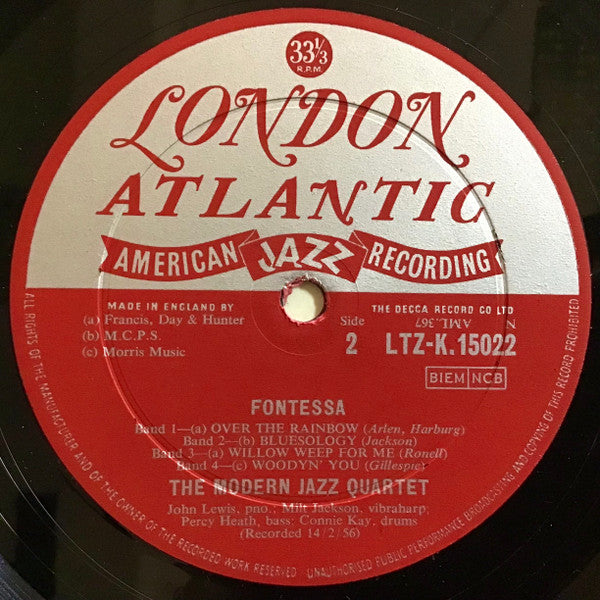 33⅓
R.P.M.
LONDON
ATLANTIC
AMERICAN JAZZ RECORDING
MADE IN ENGLAND BY
THE DECCA RECORD CO LTD
(a) Francis, Day & Hunter
(b) M.C.P.S.
(c) Morris Music
Side
2
N
AML.367
LTZ-K.15022
BIEM NCB
FONTESSA
Band 1—(a) OVER THE RAINBOW (Arlen, Harburg)
Band 2—(b) BLUESOLOGY (Jackson)
Band 3—(a) WILLOW WEEP FOR ME (Ronell)
Band 4—(c) WOODYN' YOU (Gillespie)
THE MODERN JAZZ QUARTET
John Lewis, pno.; Milt Jackson, vibraharp;
Percy Heath, bass; Connie Kay, drums
(Recorded 14/2/56)
ALL RIGHTS OF THE MANUFACTURER AND OF THE OWNER OF THE RECORDED WORK RESERVED UNAUTHORISED PUBLIC PERFORMANCE BROADCASTING AND COPYING OF THIS RECORD PROHIBITED